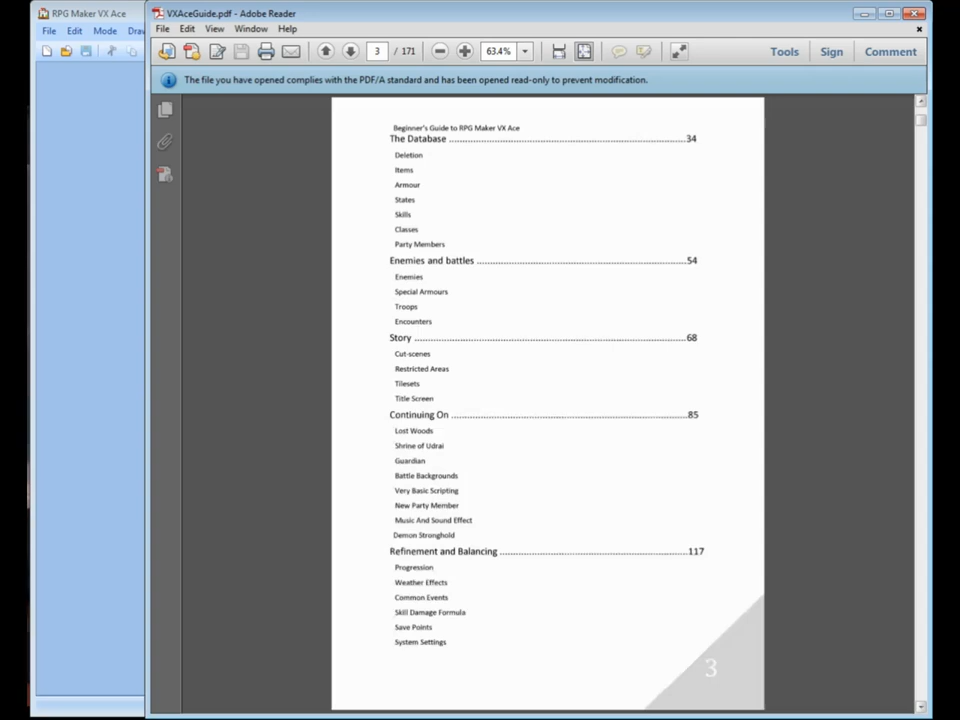 RPG Maker VX Ace
VXAceGuide.pdf - Adobe Reader
File Edit Mode Draw
File Edit View Window Help
3 / 171
63.4%
Tools Sign Comment
The file you have opened complies with the PDF/A standard and has been opened read-only to prevent modification.
Beginner's Guide to RPG Maker VX Ace
The Database ................................................................ 34
Deletion
Items
Armour
States
Skills
Classes
Party Members
Enemies and battles ................................................................ 54
Enemies
Special Armours
Troops
Encounters
Story ................................................................ 68
Cut-scenes
Restricted Areas
Tilesets
Title Screen
Continuing On ................................................................ 85
Lost Woods
Shrine of Udrai
Guardian
Battle Backgrounds
Very Basic Scripting
New Party Member
Music And Sound Effect
Demon Stronghold
Refinement and Balancing ................................................................ 117
Progression
Weather Effects
Common Events
Skill Damage Formula
Save Points
System Settings
3